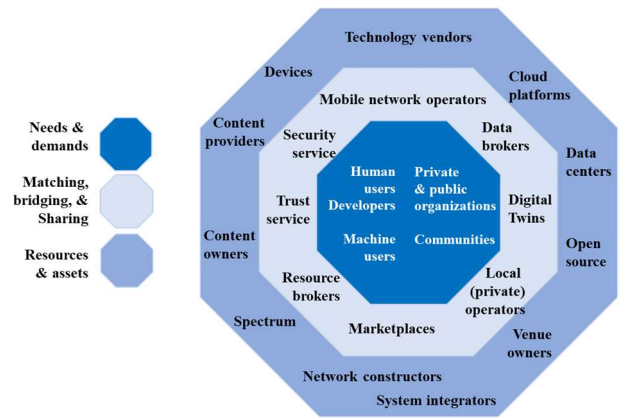 Technology vendors
Devices
Cloud
platforms
Mobile network operators
Needs &
demands
Content
providers
Security
service
Data
brokers
Data
centers
Human
users
Developers
Private
& public
organizations
Matching,
bridging, &
Sharing
Trust
service
Digital
Twins
Machine
users
Communities
Content
owners
Open
source
Resources
& assets
Resource
brokers
Local
(private)
operators
Spectrum
Marketplaces
Venue
owners
Network constructors
System integrators